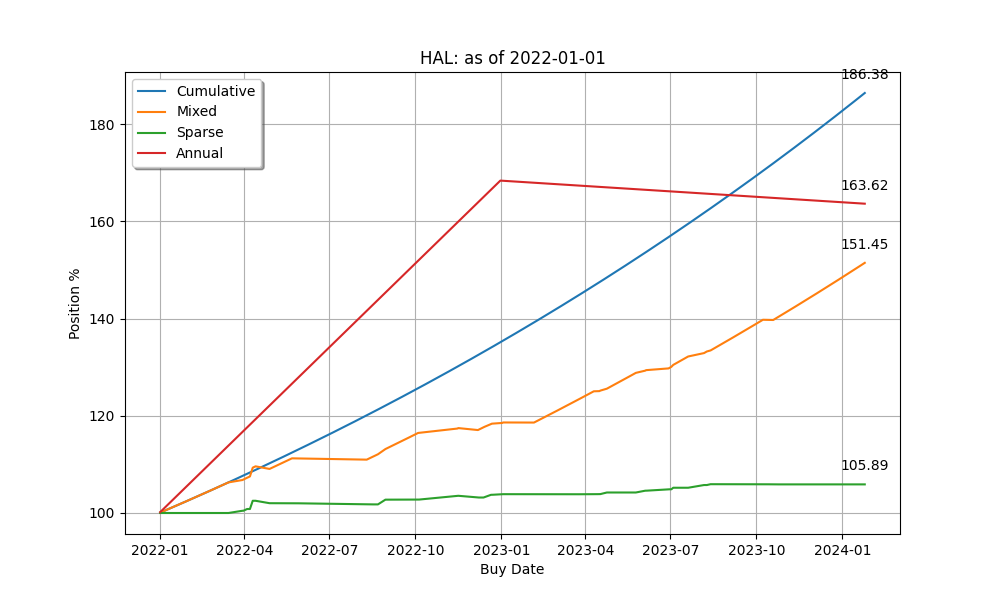 HAL: as of 2022-01-01
Cumulative
Mixed
Sparse
Annual
186.38
163.62
151.45
105.89
Position %
180
160
140
120
100
2022-01 2022-04 2022-07 2022-10 2023-01 2023-04 2023-07 2023-10 2024-01
Buy Date